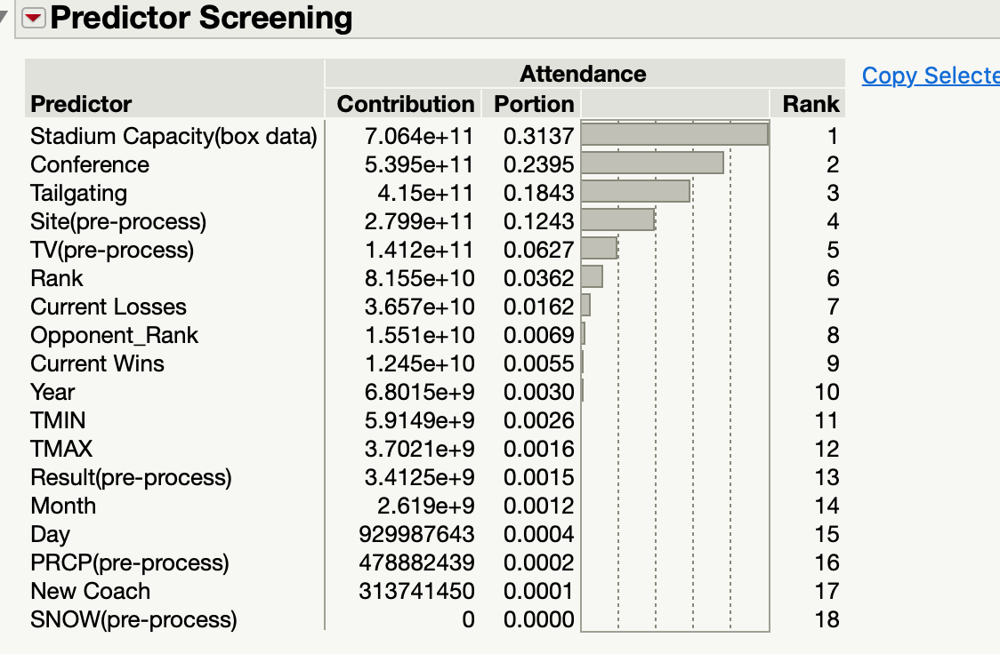 Predictor Screening
Attendance
Copy Selecte
Predictor Contribution Portion Rank
Stadium Capacity(box data) 7.064e+11 0.3137 1
Conference 5.395e+11 0.2395 2
Tailgating 4.15e+11 0.1843 3
Site(pre-process) 2.799e+11 0.1243 4
TV(pre-process) 1.412e+11 0.0627 5
Rank 8.155e+10 0.0362 6
Current Losses 3.657e+10 0.0162 7
Opponent_Rank 1.551e+10 0.0069 8
Current Wins 1.245e+10 0.0055 9
Year 6.8015e+9 0.0030 10
TMIN 5.9149e+9 0.0026 11
TMAX 3.7021e+9 0.0016 12
Result(pre-process) 3.4125e+9 0.0015 13
Month 2.619e+9 0.0012 14
Day 929987643 0.0004 15
PRCP(pre-process) 478882439 0.0002 16
New Coach 313741450 0.0001 17
SNOW(pre-process) 0 0.0000 18